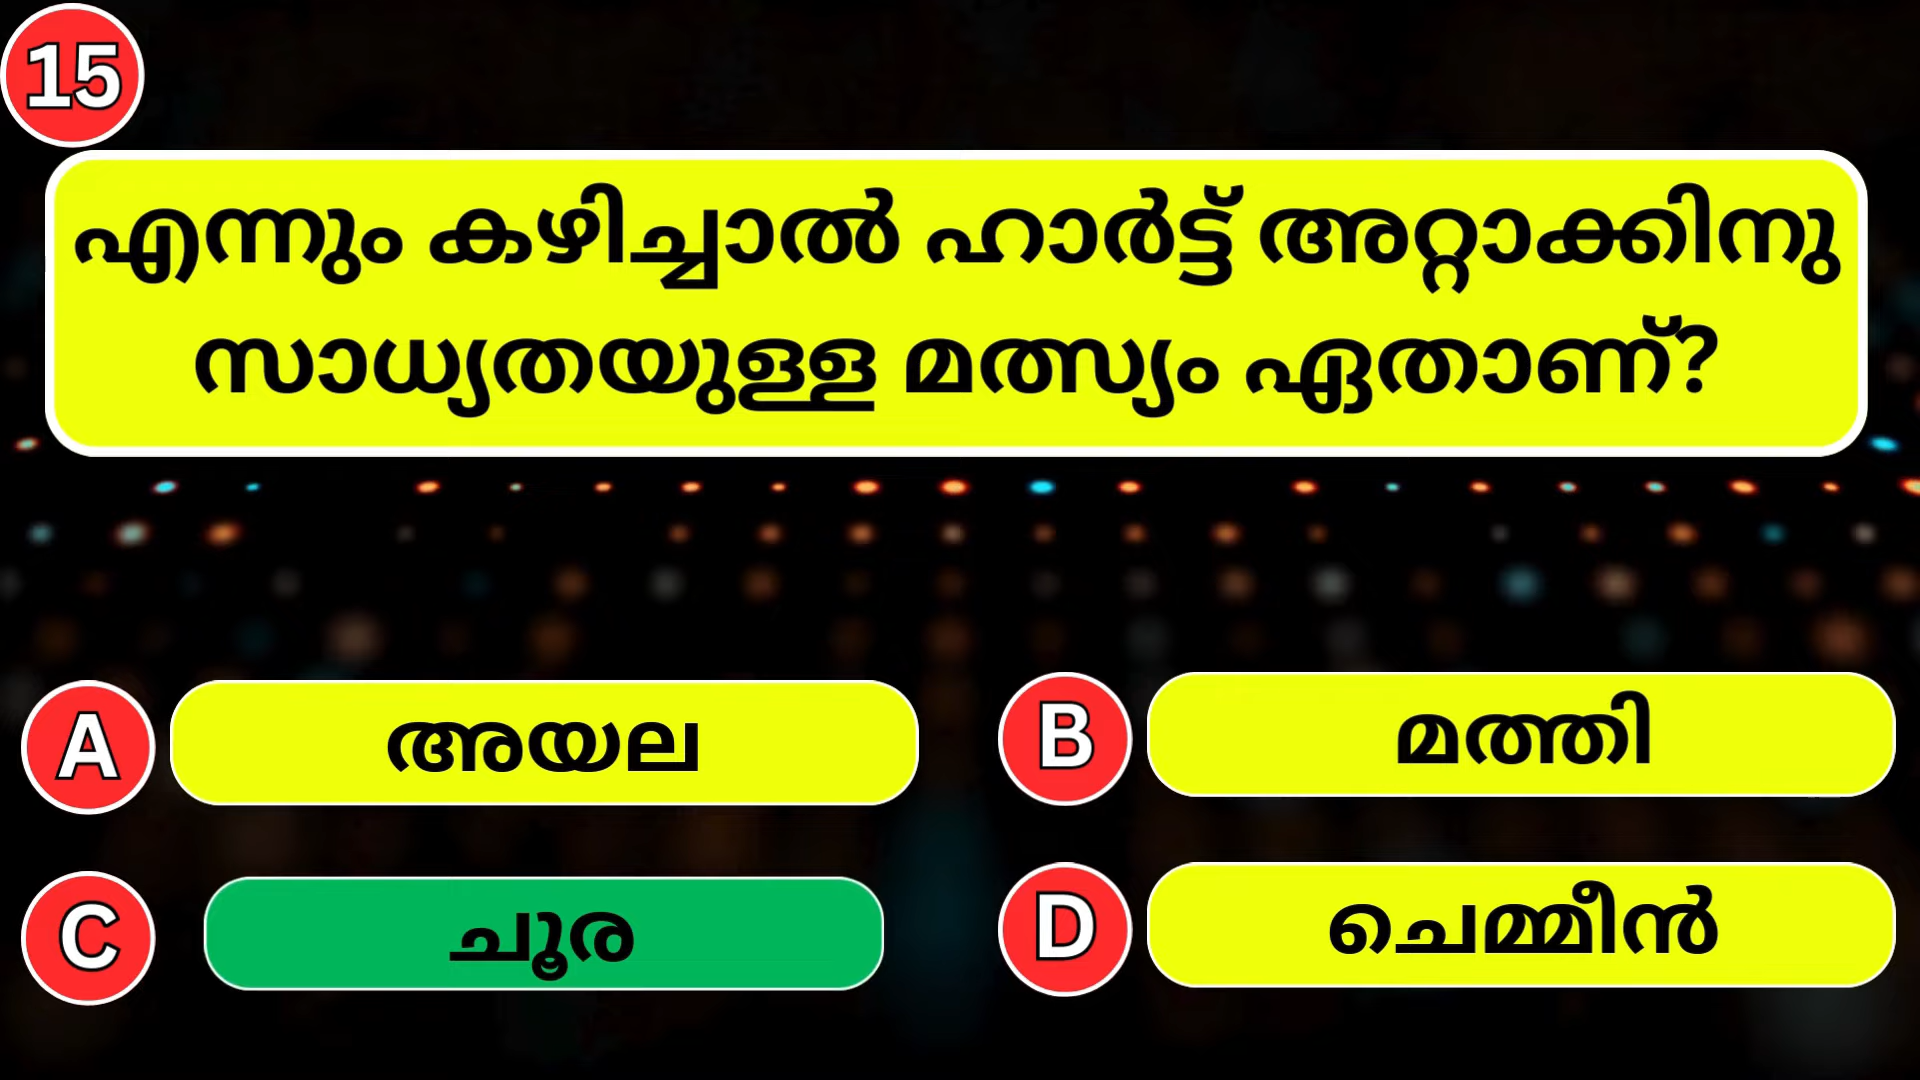 15
എന്നും കഴിച്ചാൽ ഹാർട്ട് അറ്റാക്കിനു
സാധ്യതയുള്ള മത്സ്യം ഏതാണ്?
A അയല
B മത്തി
C ചൂര
D ചെമ്മീൻ